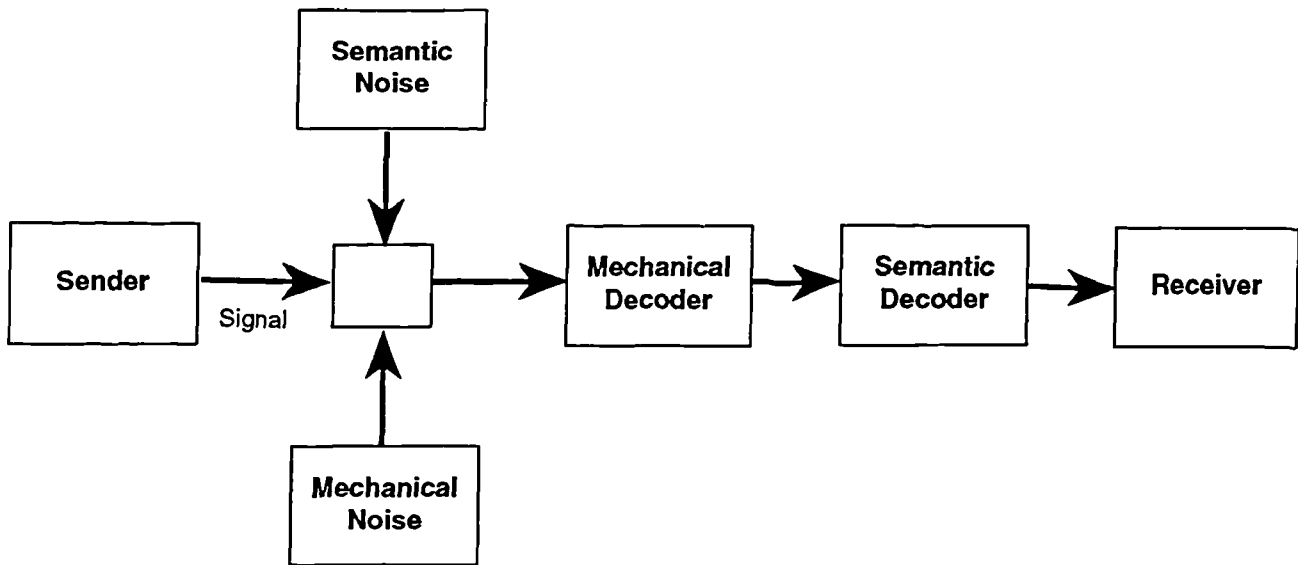 Semantic
Noise
Sender
Signal
Mechanical
Decoder
Semantic
Decoder
Receiver
Mechanical
Noise